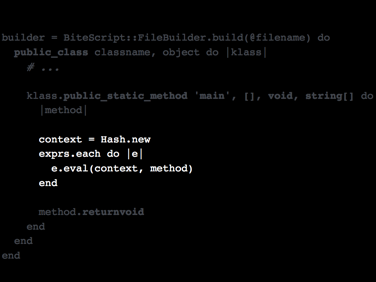 builder = BiteScript::FileBuilder.build(@filename) do
public_class classname, object do |klass|
# ...
klass.public_static_method 'main', [], void, string[] do
|method|
context = Hash.new
exprs.each do |e|
e.eval(context, method)
end
method.returnvoid
end
end
end